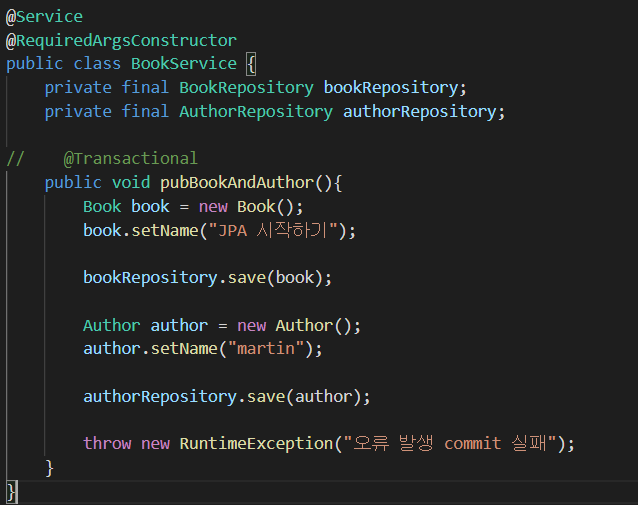 @Service
@RequiredArgsConstructor
public class BookService {
    private final BookRepository bookRepository;
    private final AuthorRepository authorRepository;
//    @Transactional
    public void pubBookAndAuthor(){
        Book book = new Book();
        book.setName("JPA 시작하기");
        bookRepository.save(book);
        Author author = new Author();
        author.setName("martin");
        authorRepository.save(author);
        throw new RuntimeException("오류 발생 commit 실패");
    }
}